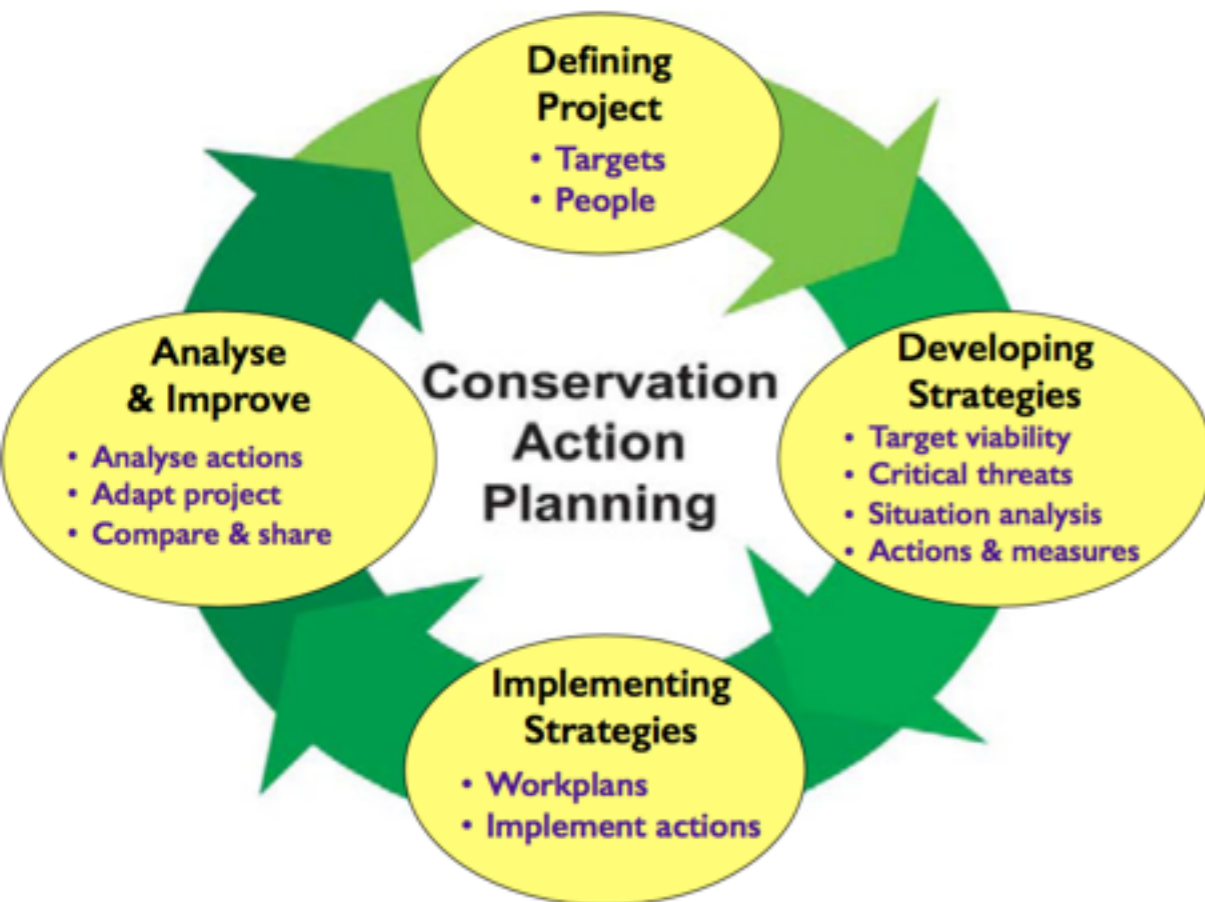 Defining
Project
• Targets
• People
Developing
Strategies
• Target viability
• Critical threats
• Situation analysis
• Actions & measures
Implementing
Strategies
• Workplans
• Implement actions
Analyse
& Improve
• Analyse actions
• Adapt project
• Compare & share
Conservation
Action
Planning